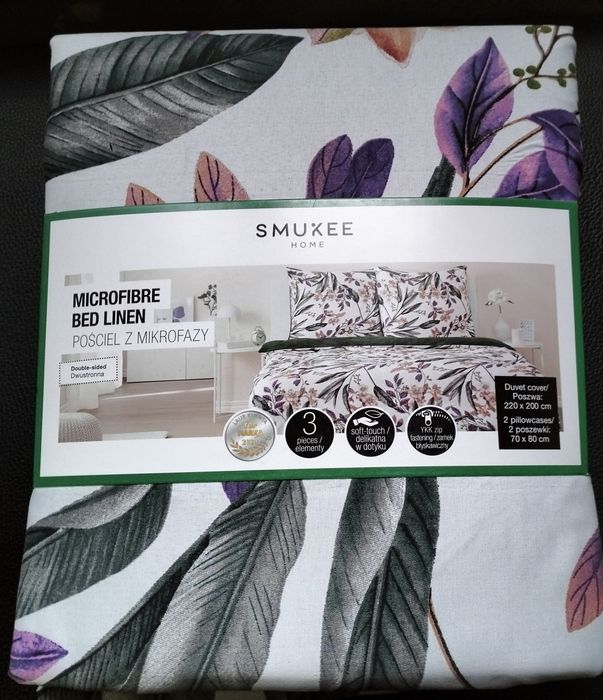 SMUKEE
HOME
MICROFIBRE
BED LINEN
POŚCIEL Z MIKROFAZY
Double-sided
Dwustronna
3
pieces/
elementy
soft-touch/
delikatna
w dotyku
YKK zip
fastening / zamek
błyskawiczny
Duvet cover/
Poszwa:
220 x 200 cm
2 pillowcases/
2 poszewki:
70 x 80 cm